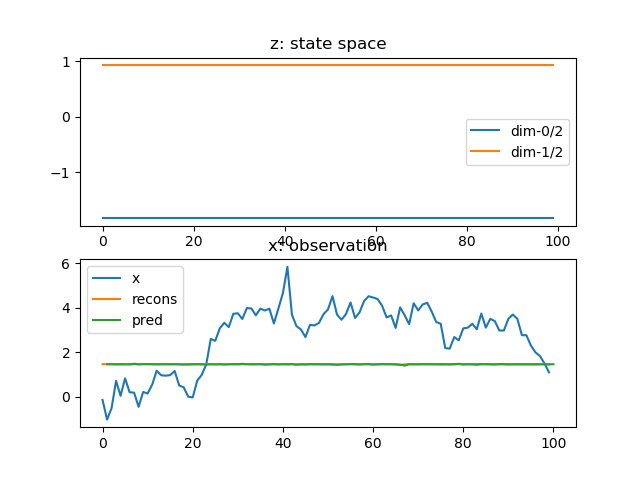 z: state space
1
0
−1
dim-0/2
dim-1/2
0 20 40 60 80 100
x: observation
6
4
2
0
x
recons
pred
0 20 40 60 80 100